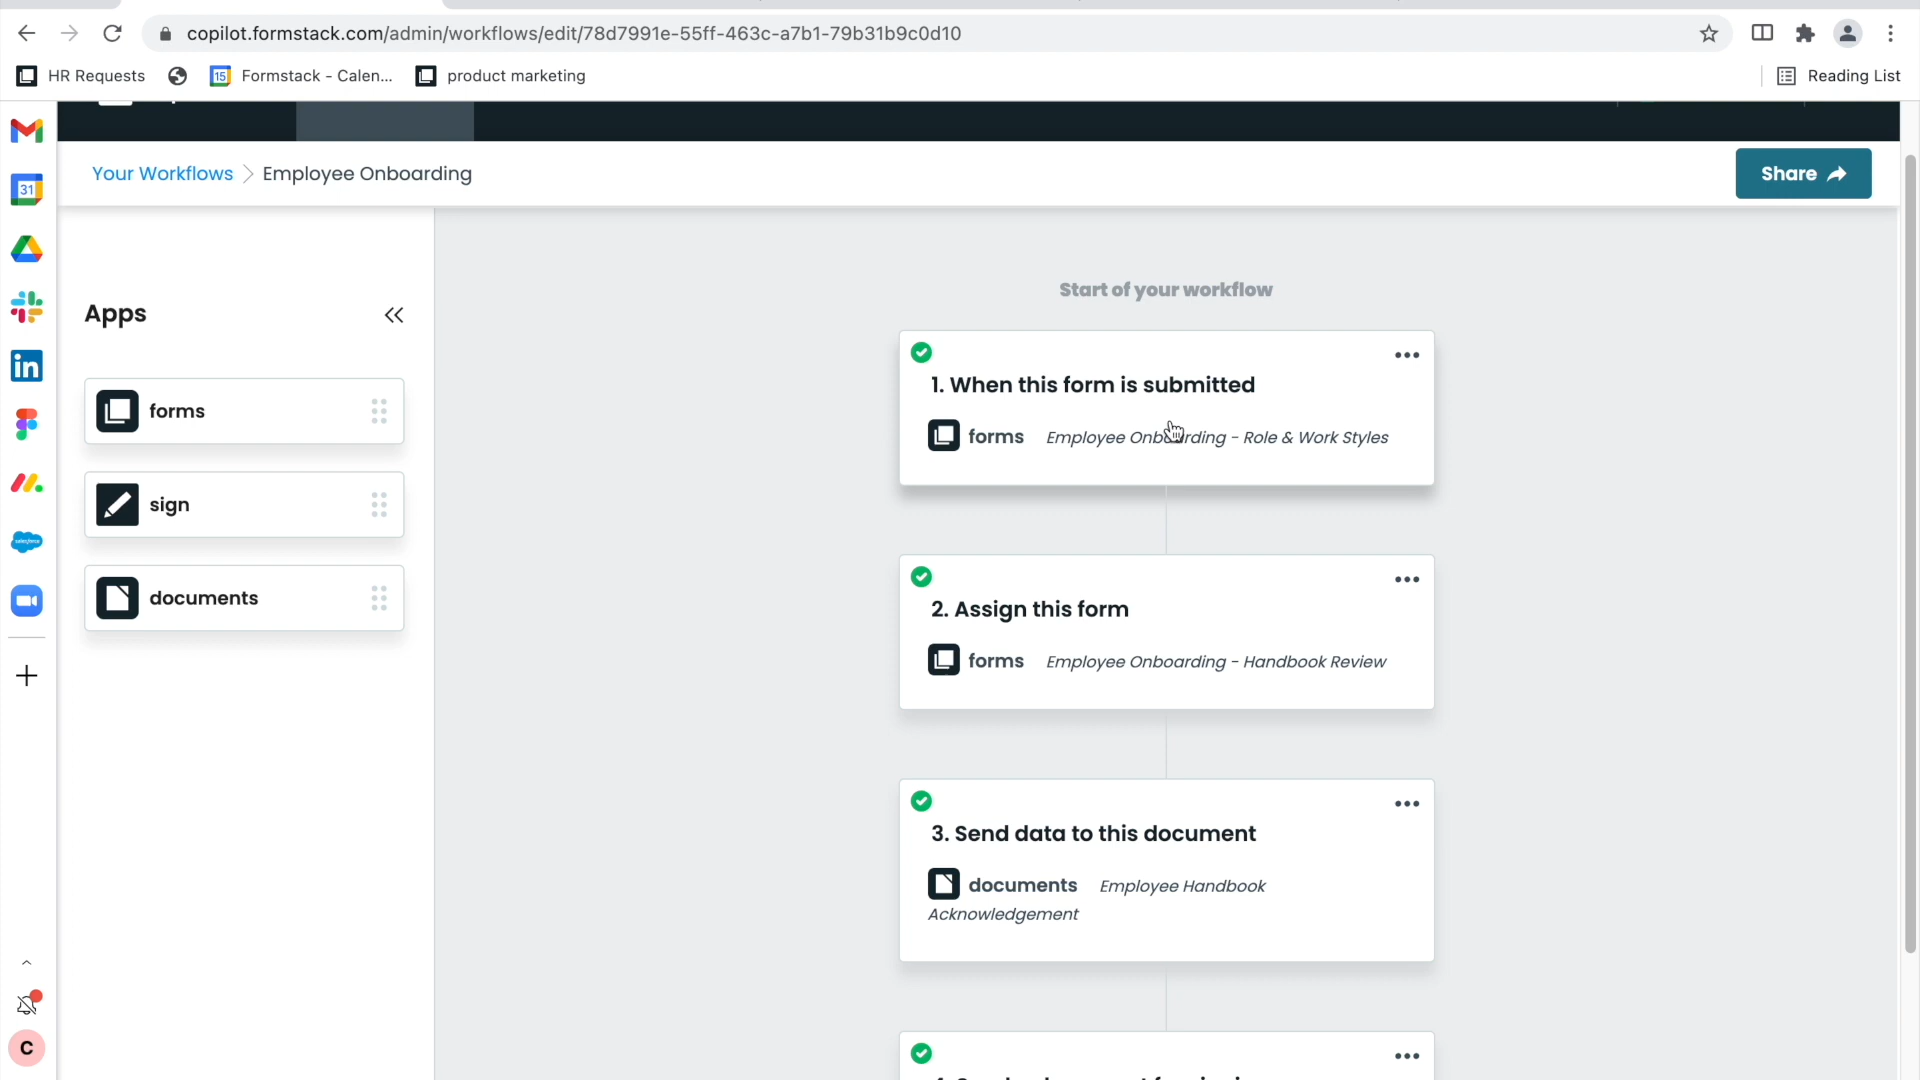 copilot.formstack.com/admin/workflows/edit/78d7991e-55ff-463c-a7b1-79b31b9c0d10
HR Requests
15
Formstack - Calen...
product marketing
Reading List
31
Your Workflows
Employee Onboarding
Share
Apps
forms
sign
documents
in
salesforce
C
Start of your workflow
1. When this form is submitted
forms Employee Onboarding - Role & Work Styles
2. Assign this form
forms Employee Onboarding - Handbook Review
3. Send data to this document
documents Employee Handbook
Acknowledgement